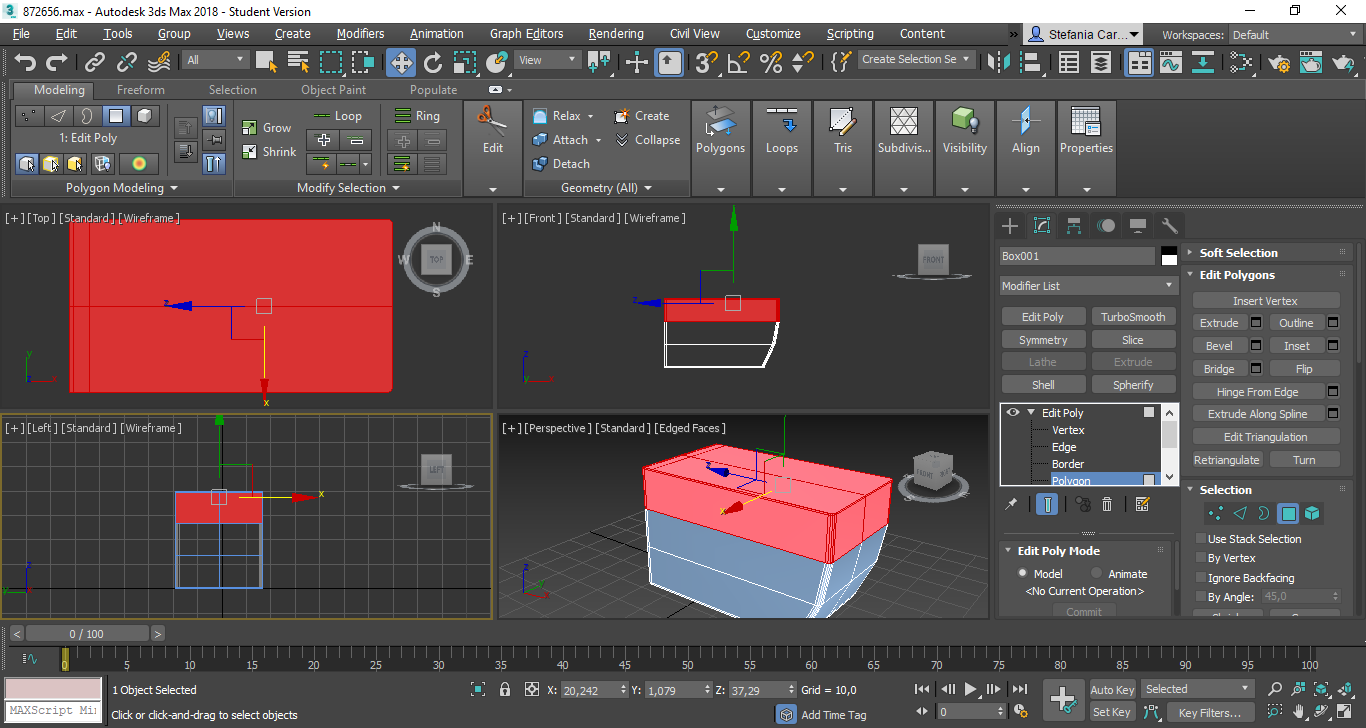 872656.max - Autodesk 3ds Max 2018 - Student Version
File Edit Tools Group Views Create Modifiers Animation Graph Editors Rendering Civil View Customize Scripting Content » Stefania Car... Workspaces: Default
All View Create Selection Se
Modeling Freeform Selection Object Paint Populate
1: Edit Poly
Polygon Modeling
Grow
Shrink
Loop
Ring
Modify Selection
Edit
Relax Create
Attach Collapse
Detach
Geometry (All)
Polygons Loops Tris Subdivis... Visibility Align Properties
[+] [Top] [Standard] [Wireframe]
N
W TOP E
S
z
x
y
z x
[+] [Front] [Standard] [Wireframe]
FRONT
z
z
y x
[+] [Left] [Standard] [Wireframe]
LEFT
x
z
y
[+] [Perspective] [Standard] [Edged Faces]
FRONT
z
x
z
y
x
Box001
Modifier List
Edit Poly TurboSmooth
Symmetry Slice
Lathe Extrude
Shell Spherify
Edit Poly
Vertex
Edge
Border
Polygon
Edit Poly Mode
Model Animate
<No Current Operation>
Commit
Soft Selection
Edit Polygons
Insert Vertex
Extrude Outline
Bevel Inset
Bridge Flip
Hinge From Edge
Extrude Along Spline
Edit Triangulation
Retriangulate Turn
Selection
Use Stack Selection
By Vertex
Ignore Backfacing
By Angle: 45,0
< 0 / 100 >
0 5 10 15 20 25 30 35 40 45 50 55 60 65 70 75 80 85 90 95 100
1 Object Selected X: 20,242 Y: 1,079 Z: 37,29 Grid = 10,0 Auto Key Selected
MAXScript Mi
Click or click-and-drag to select objects Add Time Tag 0 Set Key Key Filters...